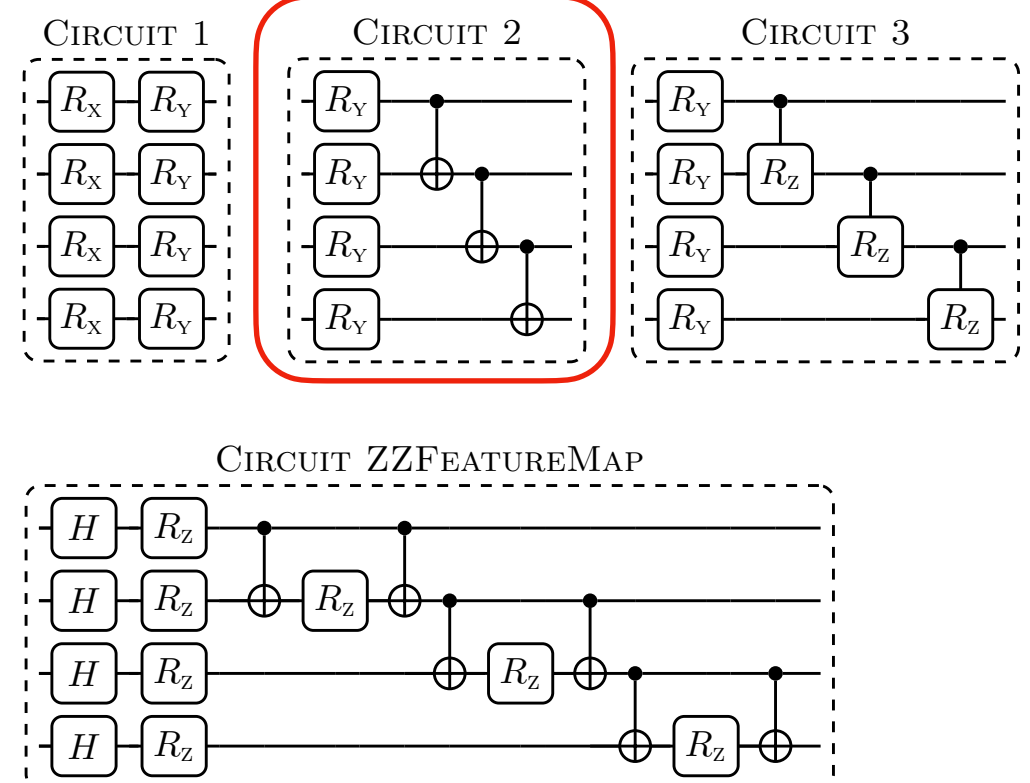 CIRCUIT 1 CIRCUIT 2 CIRCUIT 3
R_X R_Y R_Y R_Y
R_X R_Y R_Y R_Y R_Z
R_X R_Y R_Y R_Y R_Z
R_X R_Y R_Y R_Y R_Z
CIRCUIT ZZFEATUREMAP
H R_Z
H R_Z R_Z
H R_Z R_Z
H R_Z R_Z